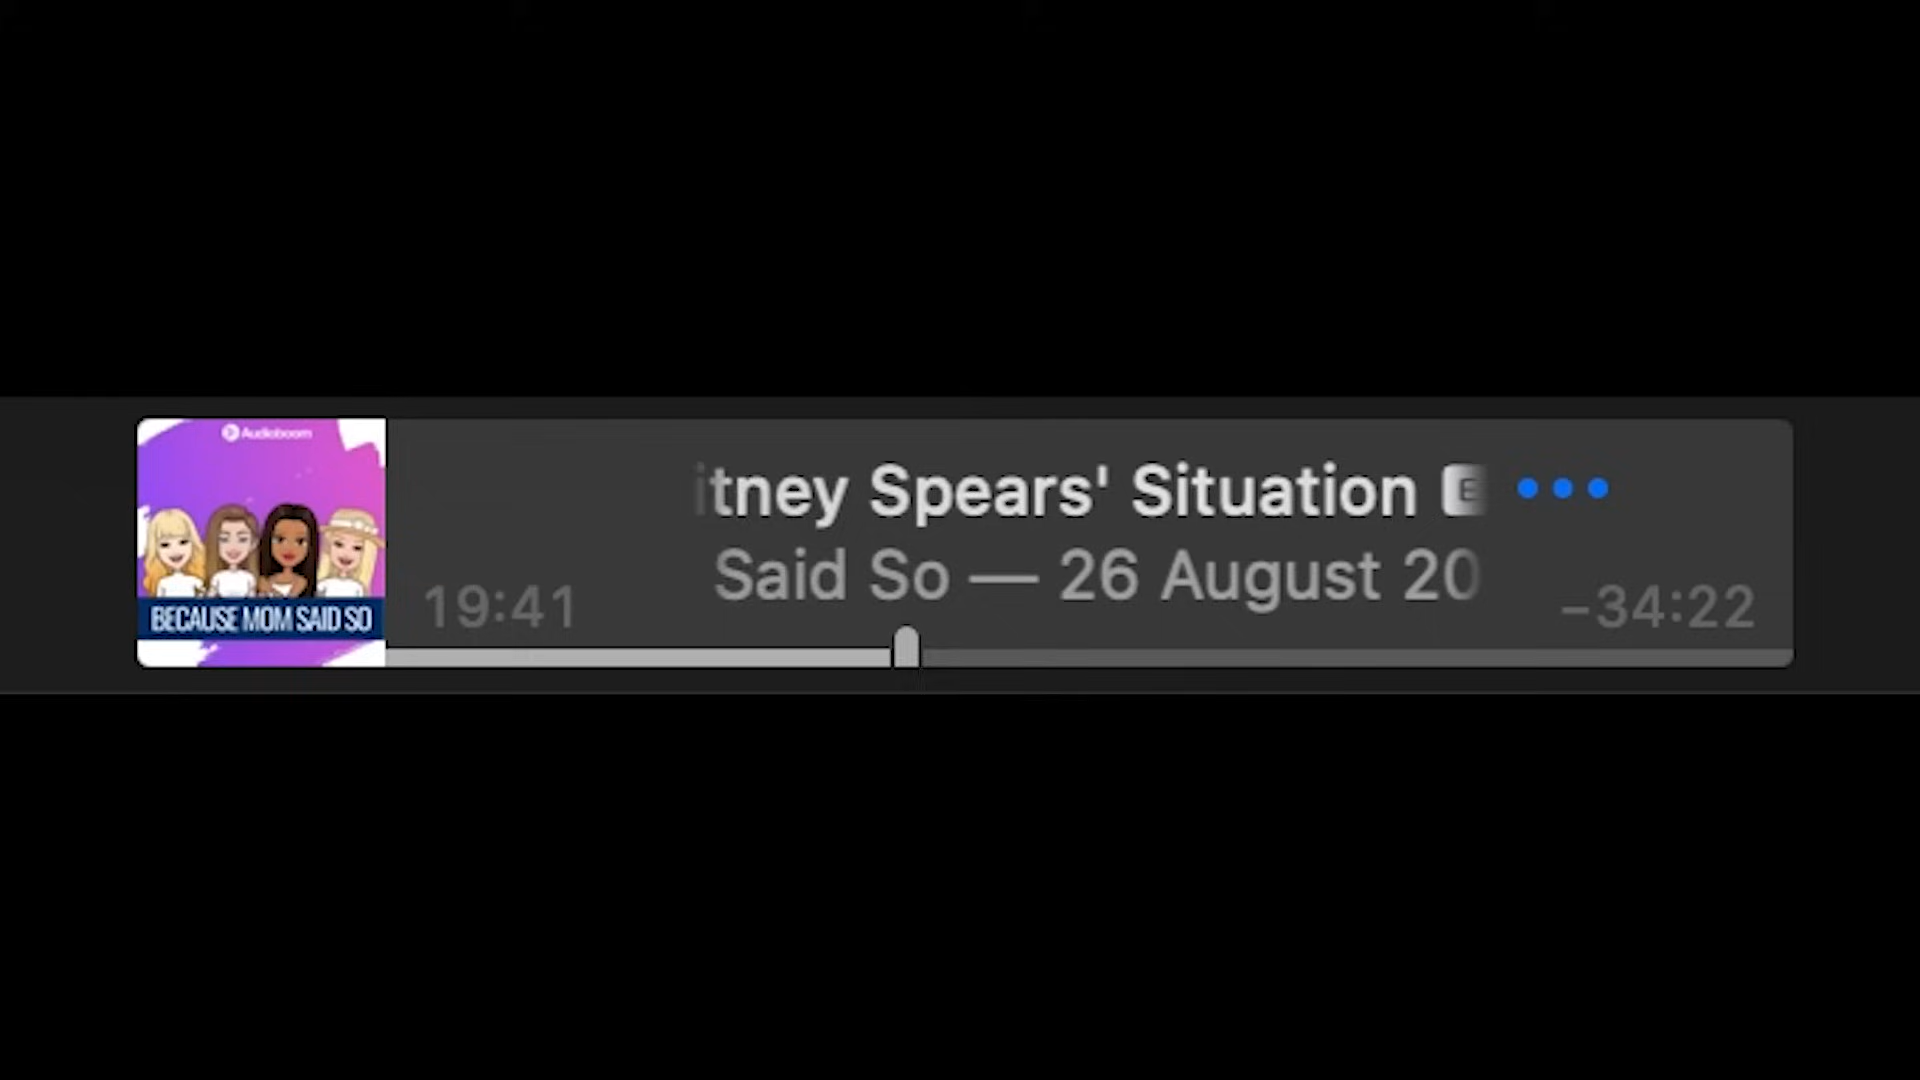 Audioboom
BECAUSE MOM SAID SO
itney Spears' Situation E
Said So — 26 August 20
19:41
-34:22